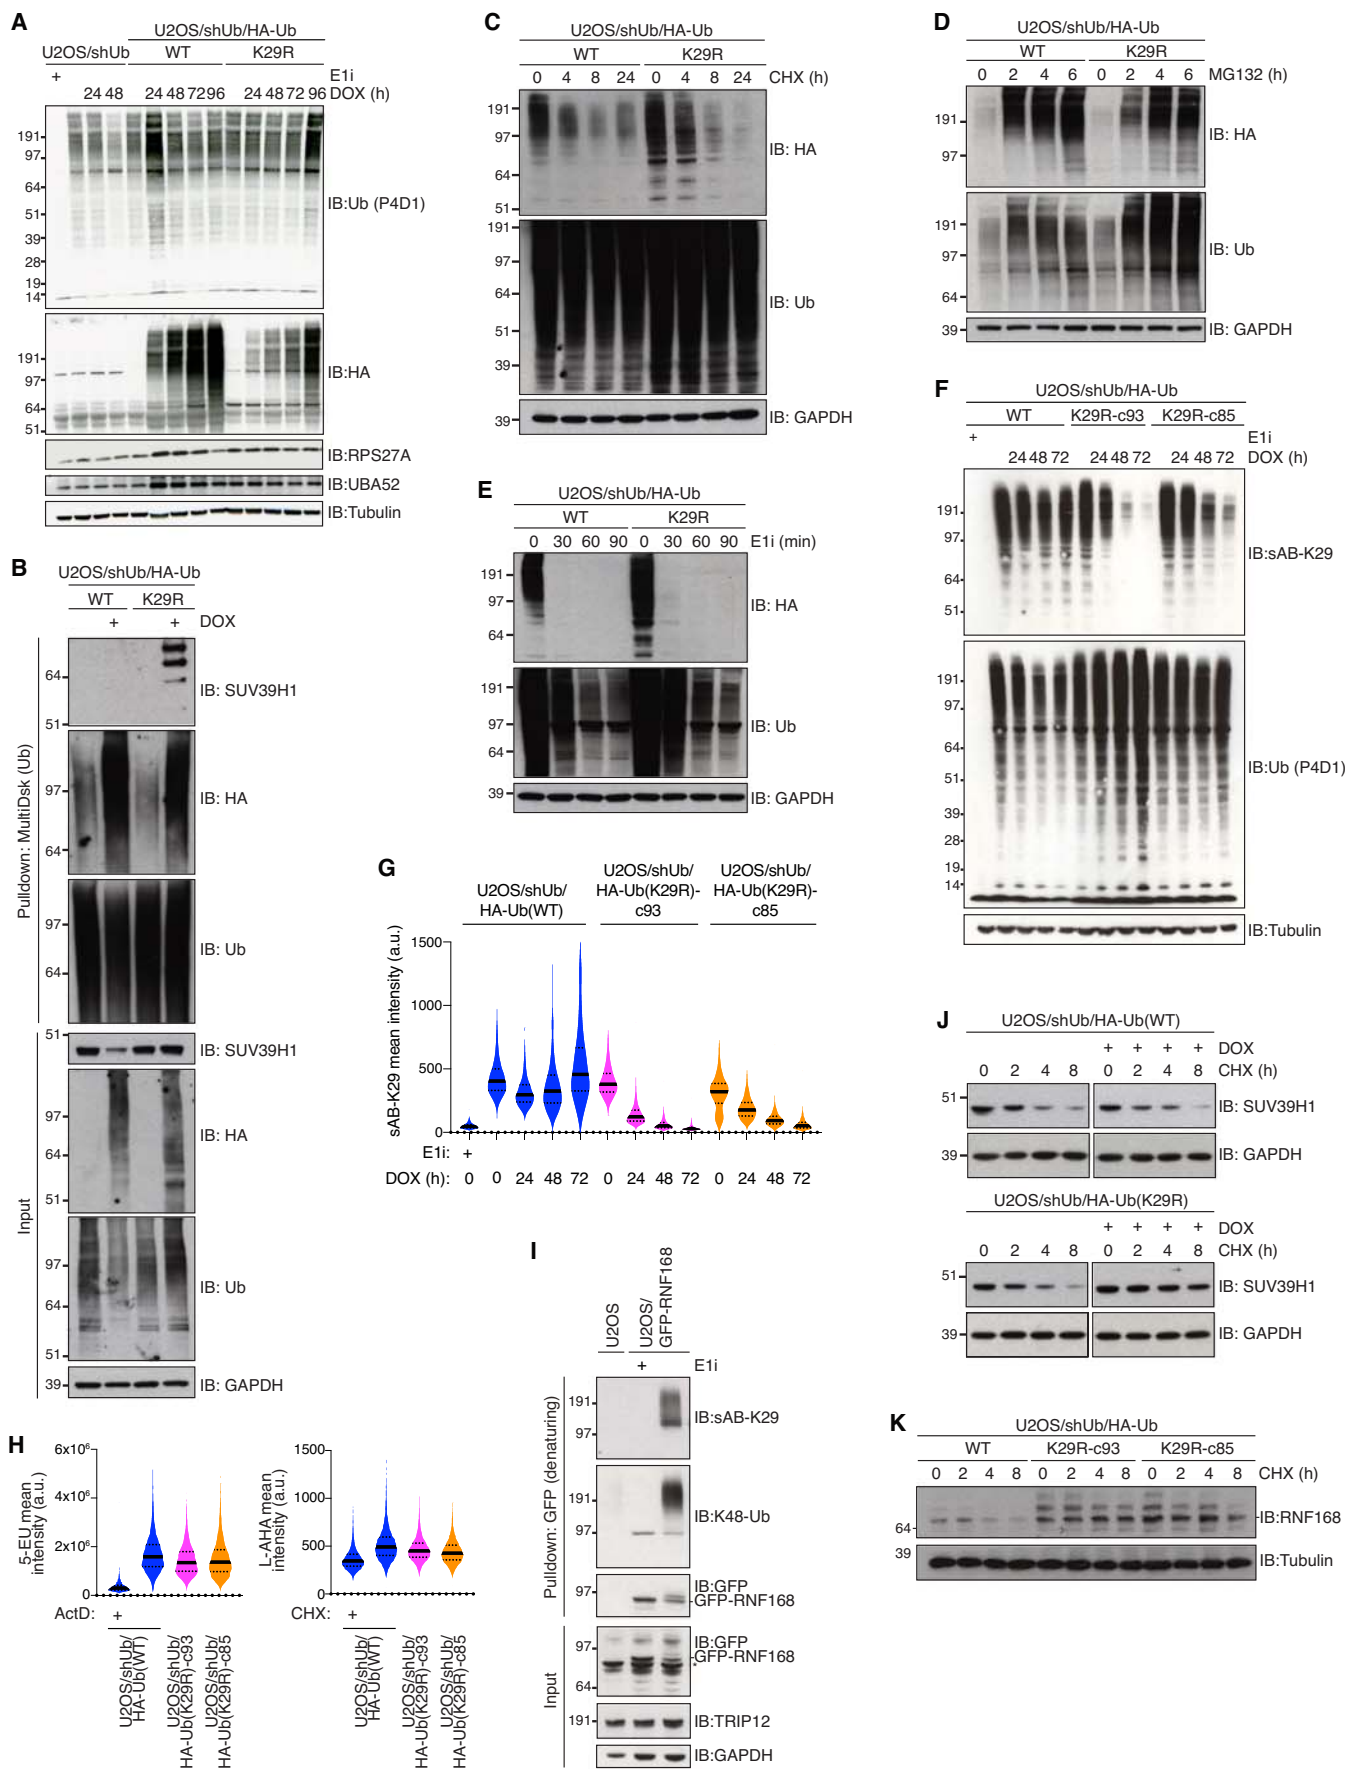 A
U2OS/shUb/HA-Ub
U2OS/shUb WT K29R
+ E1i
24 48 24 48 72 96 24 48 72 96 DOX (h)
191
97
64
51
39
28
19
14
IB:Ub (P4D1)
191
97
64
51
IB:HA
IB:RPS27A
IB:UBA52
IB:Tubulin
B
U2OS/shUb/HA-Ub
WT K29R
+ + DOX
Pulldown: MultiDsk (Ub)
64
51
IB: SUV39H1
97
64
IB: HA
97
64
IB: Ub
Input
51
IB: SUV39H1
97
64
51
IB: HA
97
64
51
IB: Ub
39
IB: GAPDH
C
U2OS/shUb/HA-Ub
WT K29R
0 4 8 24 0 4 8 24 CHX (h)
191
97
64
51
IB: HA
191
97
64
51
39
IB: Ub
39
IB: GAPDH
D
U2OS/shUb/HA-Ub
WT K29R
0 2 4 6 0 2 4 6 MG132 (h)
191
97
IB: HA
191
97
64
IB: Ub
39
IB: GAPDH
E
U2OS/shUb/HA-Ub
WT K29R
0 30 60 90 0 30 60 90 E1i (min)
191
97
64
IB: HA
191
97
64
IB: Ub
39
IB: GAPDH
F
U2OS/shUb/HA-Ub
WT K29R-c93 K29R-c85
+ E1i
24 48 72 24 48 72 24 48 72 DOX (h)
191
97
64
51
IB:sAB-K29
191
97
64
51
39
28
19
14
IB:Ub (P4D1)
IB:Tubulin
G
U2OS/shUb/
HA-Ub(WT)
U2OS/shUb/
HA-Ub(K29R)-
c93
U2OS/shUb/
HA-Ub(K29R)-
c85
sAB-K29 mean intensity (a.u.)
1500
1000
500
0
E1i: +
DOX (h): 0 0 24 48 72 0 24 48 72 0 24 48 72
H
5-EU mean
intensity (a.u.)
6x10⁶
4x10⁶
2x10⁶
0
ActD: +
U2OS/shUb/
HA-Ub(WT)
U2OS/shUb/
HA-Ub(K29R)-c93
U2OS/shUb/
HA-Ub(K29R)-c85
L-AHA mean
intensity (a.u.)
1500
1000
500
0
CHX: +
U2OS/shUb/
HA-Ub(WT)
U2OS/shUb/
HA-Ub(K29R)-c93
U2OS/shUb/
HA-Ub(K29R)-c85
I
U2OS
U2OS/
GFP-RNF168
+ E1i
Pulldown: GFP (denaturing)
191
97
IB:sAB-K29
191
97
IB:K48-Ub
97
IB:GFP
GFP-RNF168
Input
97
64
IB:GFP
GFP-RNF168
*
191
IB:TRIP12
IB:GAPDH
J
U2OS/shUb/HA-Ub(WT)
+ + + + DOX
0 2 4 8 0 2 4 8 CHX (h)
51
IB: SUV39H1
39
IB: GAPDH
U2OS/shUb/HA-Ub(K29R)
+ + + + DOX
0 2 4 8 0 2 4 8 CHX (h)
51
IB: SUV39H1
39
IB: GAPDH
K
U2OS/shUb/HA-Ub
WT K29R-c93 K29R-c85
0 2 4 8 0 2 4 8 0 2 4 8 CHX (h)
64
IB:RNF168
39
IB:Tubulin